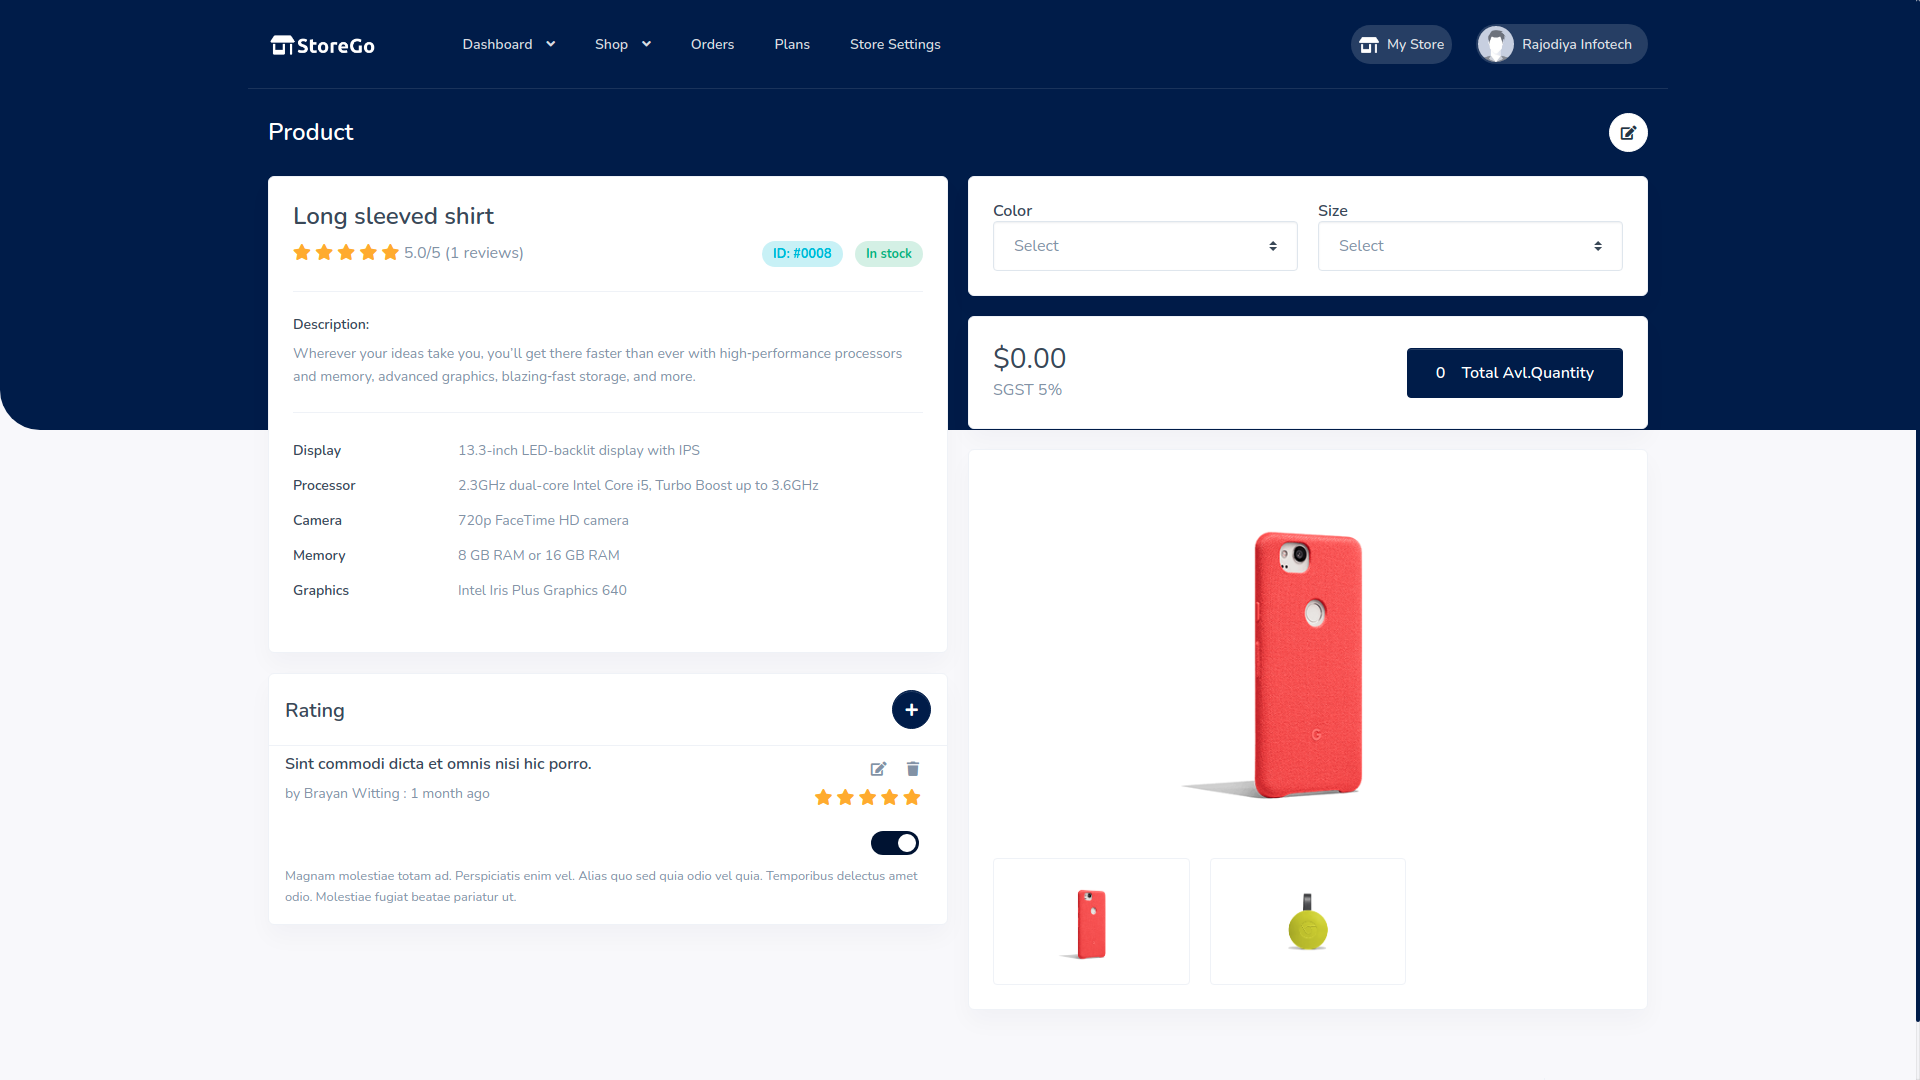 StoreGo
Dashboard
Shop
Orders
Plans
Store Settings
My Store
Rajodiya Infotech
Product
Long sleeved shirt
5.0/5 (1 reviews)
ID: #0008
In stock
Description:
Wherever your ideas take you, you'll get there faster than ever with high-performance processors
and memory, advanced graphics, blazing-fast storage, and more.
Display 13.3-inch LED-backlit display with IPS
Processor 2.3GHz dual-core Intel Core i5, Turbo Boost up to 3.6GHz
Camera 720p FaceTime HD camera
Memory 8 GB RAM or 16 GB RAM
Graphics Intel Iris Plus Graphics 640
Rating
Sint commodi dicta et omnis nisi hic porro.
by Brayan Witting : 1 month ago
Magnam molestiae totam ad. Perspiciatis enim vel. Alias quo sed quia odio vel quia. Temporibus delectus amet
odio. Molestiae fugiat beatae pariatur ut.
Color
Select
Size
Select
$0.00
SGST 5%
0 Total Avl.Quantity
G